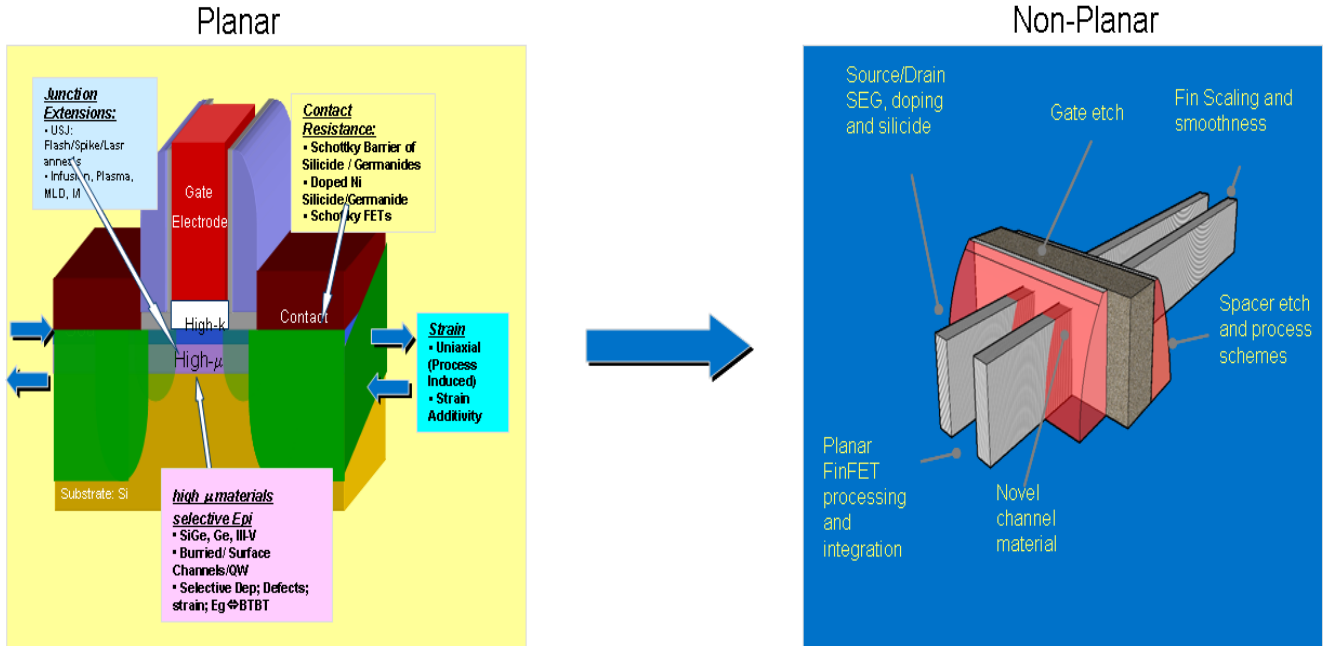 Planar
Non-Planar
Junction
Extensions:
▪ USJ:
Flash/Spike/Lasr
anneals
▪ Infusion, Plasma,
MLD, I/I
Contact
Resistance:
▪ Schottky Barrier of
Silicide / Germanides
▪ Doped Ni
Silicide/Germanide
▪ Schottky FETs
Gate
Electrode
High-k
High-μ
Contact
Strain
▪ Uniaxial
(Process
Induced)
▪ Strain
Additivity
Substrate: Si
high μ materials
selective Epi
▪ SiGe, Ge, III-V
▪ Burried/ Surface
Channels/QW
▪ Selective Dep; Defects;
strain; Eg⇔BTBT
Source/Drain
SEG, doping
and silicide
Gate etch
Fin Scaling and
smoothness
Spacer etch
and process
schemes
Planar
FinFET
processing
and
integration
Novel
channel
material